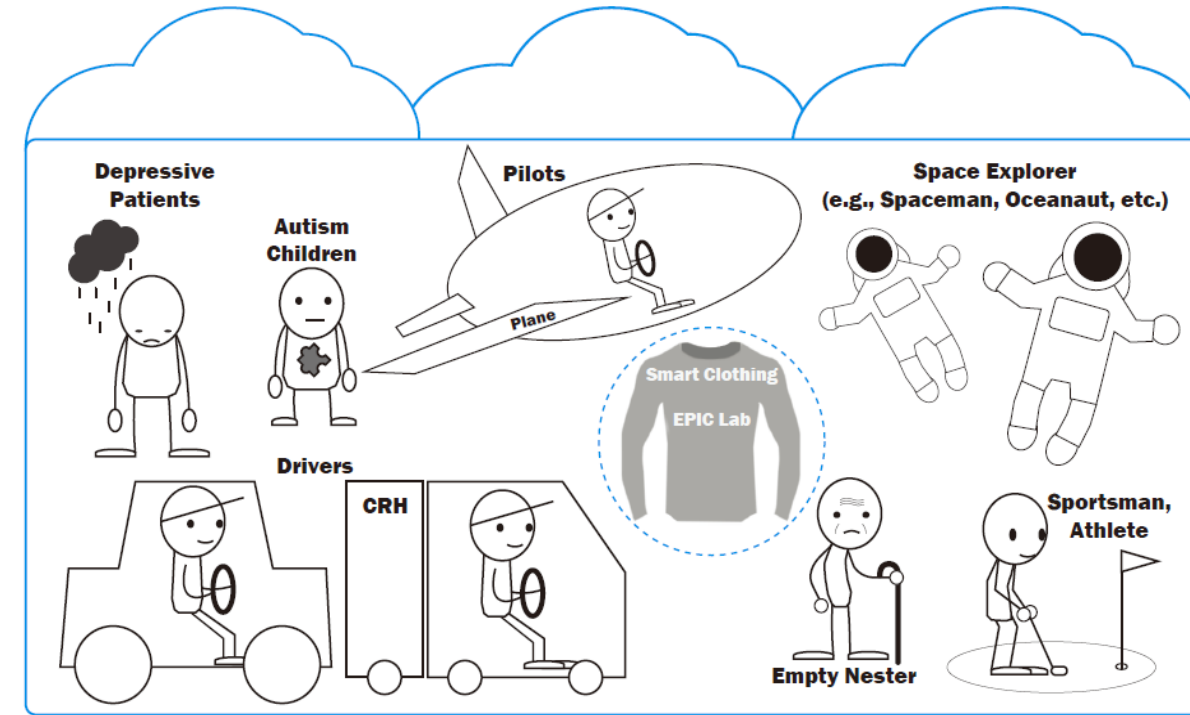 Depressive
Patients
Autism
Children
Pilots
Plane
Space Explorer
(e.g., Spaceman, Oceanaut, etc.)
Smart Clothing
EPIC Lab
Drivers
CRH
Empty Nester
Sportsman,
Athlete